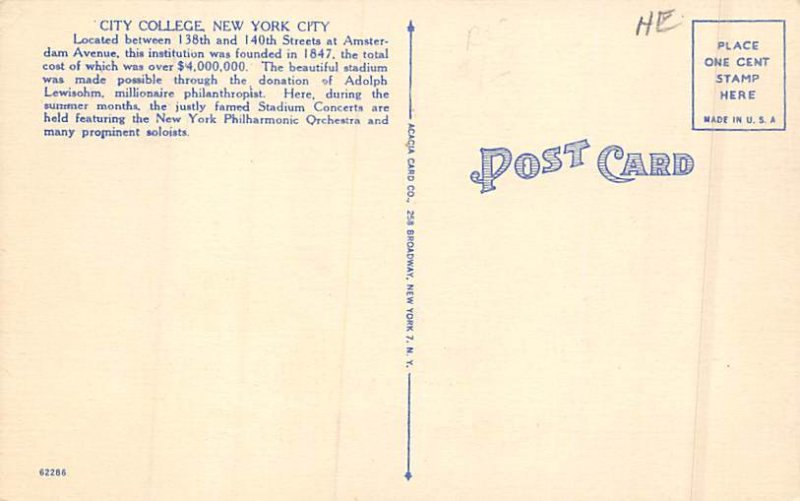 CITY COLLEGE, NEW YORK CITY
Located between 138th and 140th Streets at Amster-
dam Avenue, this institution was founded in 1847, the total
cost of which was over $4,000,000. The beautiful stadium
was made possible through the donation of Adolph
Lewisohm, millionaire philanthropist. Here, during the
summer months, the justly famed Stadium Concerts are
held featuring the New York Philharmonic Orchestra and
many prominent soloists.
62286
ACACIA CARD CO., 258 BROADWAY, NEW YORK 7, N. Y.
HE
POST CARD
PLACE
ONE CENT
STAMP
HERE
MADE IN U. S. A